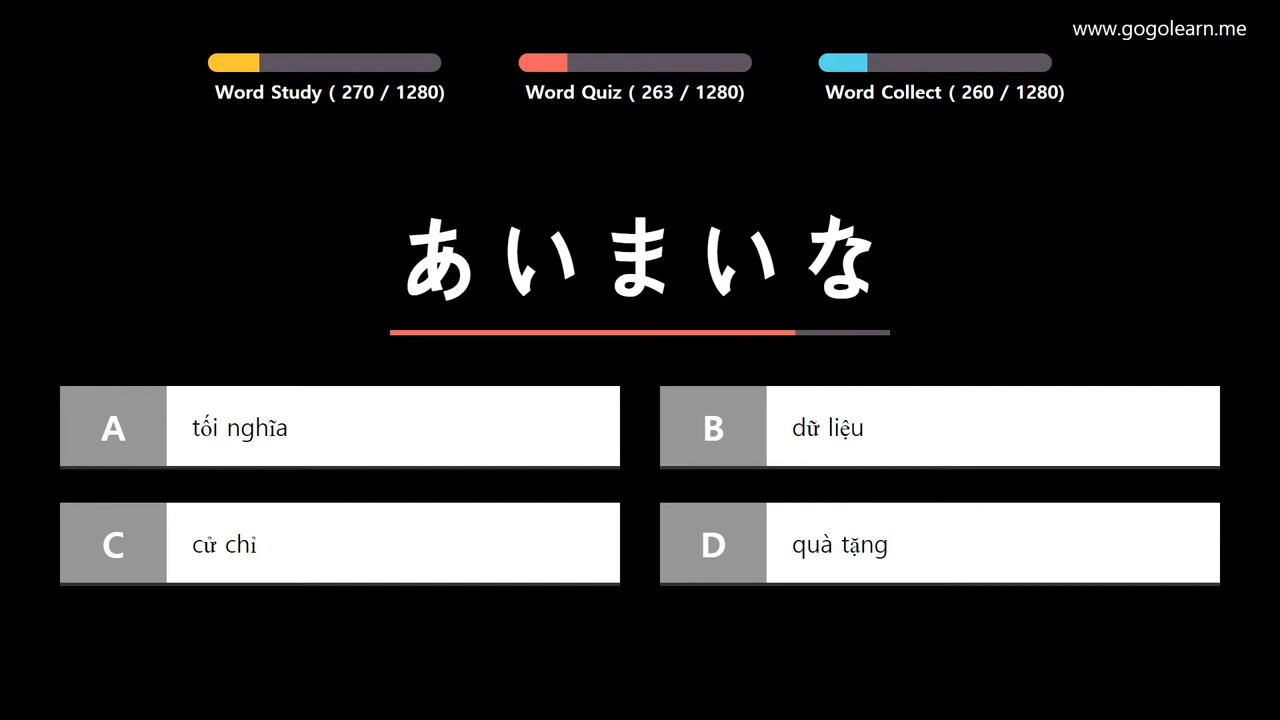 www.gogolearn.me
Word Study ( 270 / 1280)
Word Quiz ( 263 / 1280)
Word Collect ( 260 / 1280)
あいまいな
A
tối nghĩa
B
dữ liệu
C
cử chỉ
D
quà tặng